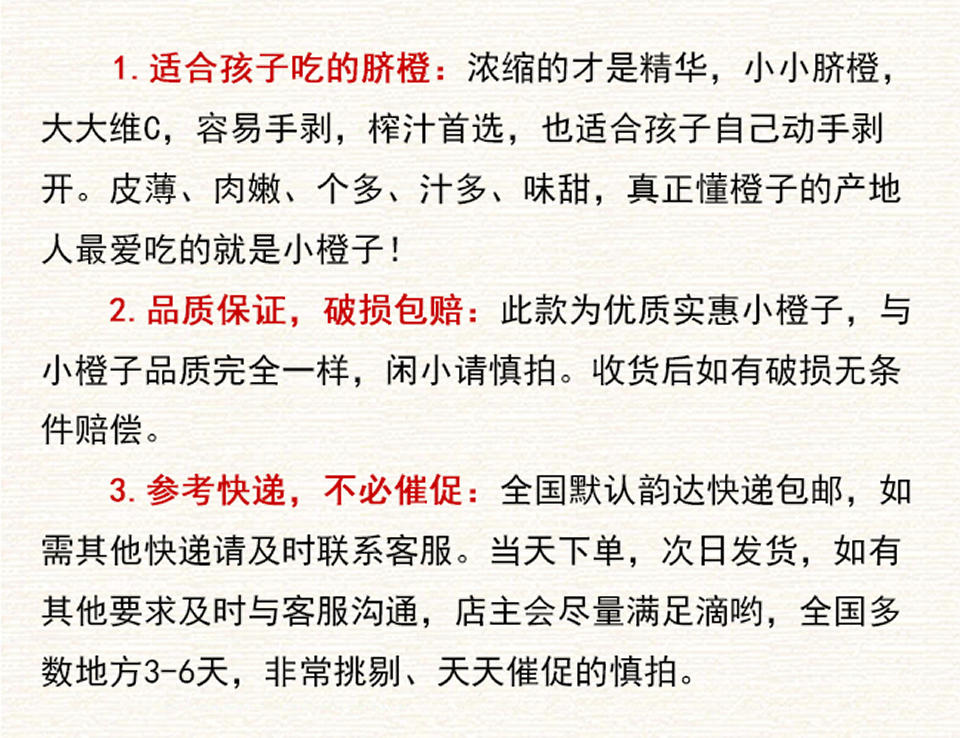 1.适合孩子吃的脐橙：浓缩的才是精华，小小脐橙，
大大维C，容易手剥，榨汁首选，也适合孩子自己动手剥
开。皮薄、肉嫩、个多、汁多、味甜，真正懂橙子的产地
人最爱吃的就是小橙子！
2.品质保证，破损包赔：此款为优质实惠小橙子，与
小橙子品质完全一样，闲小请慎拍。收货后如有破损无条
件赔偿。
3.参考快递，不必催促：全国默认韵达快递包邮，如
需其他快递请及时联系客服。当天下单，次日发货，如有
其他要求及时与客服沟通，店主会尽量满足滴哟，全国多
数地方3-6天，非常挑剔、天天催促的慎拍。